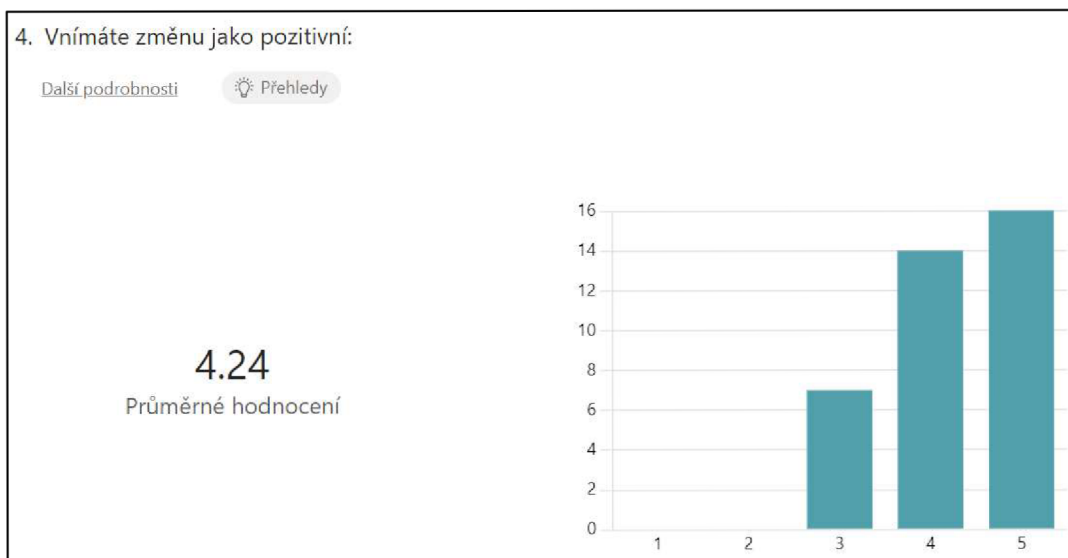 4. Vnímáte změnu jako pozitivní:
Další podrobnosti
Přehledy
4.24
Průměrné hodnocení
16
14
12
10
8
6
4
2
0
1 2 3 4 5